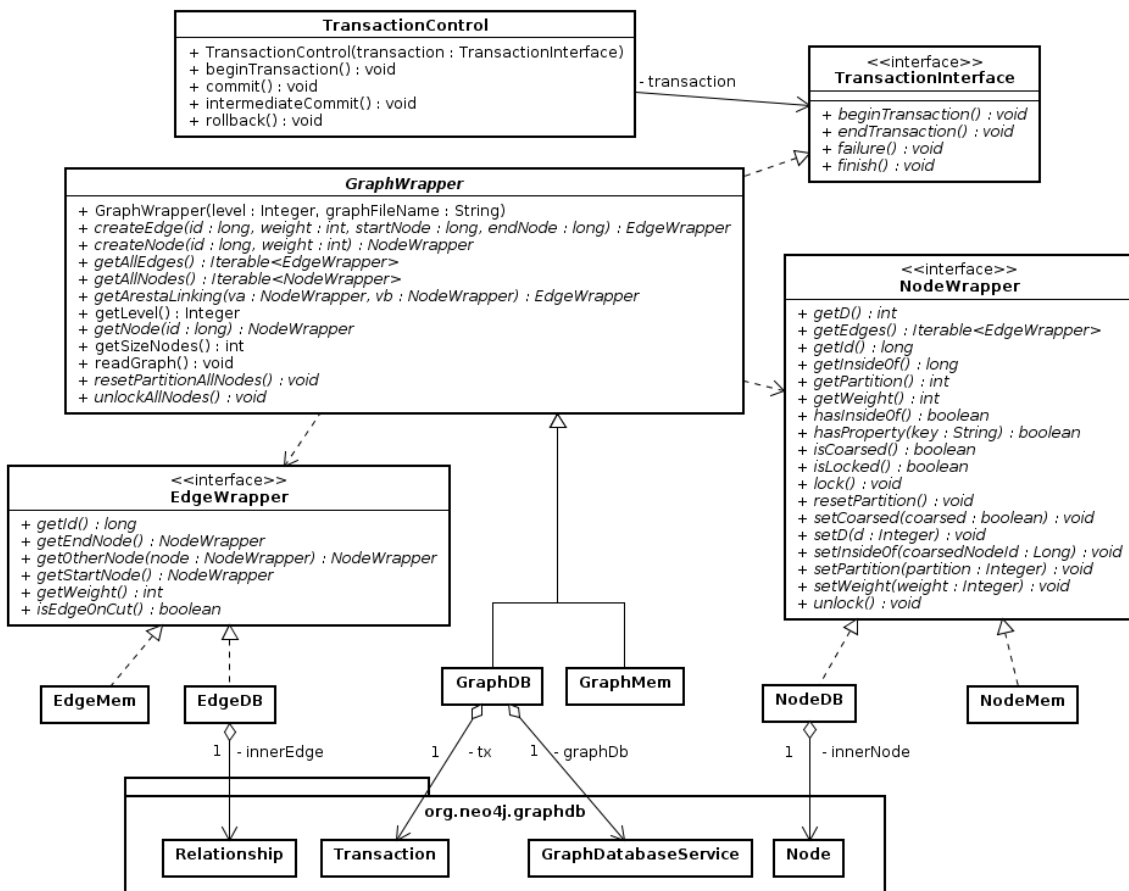 TransactionControl
+ TransactionControl(transaction : TransactionInterface)
+ beginTransaction() : void
+ commit() : void
+ intermediateCommit() : void
+ rollback() : void
- transaction
<<interface>>
TransactionInterface
+ beginTransaction() : void
+ endTransaction() : void
+ failure() : void
+ finish() : void
GraphWrapper
+ GraphWrapper(level : Integer, graphFileName : String)
+ createEdge(id : long, weight : int, startNode : long, endNode : long) : EdgeWrapper
+ createNode(id : long, weight : int) : NodeWrapper
+ getAllEdges() : Iterable<EdgeWrapper>
+ getAllNodes() : Iterable<NodeWrapper>
+ getArestaLinking(va : NodeWrapper, vb : NodeWrapper) : EdgeWrapper
+ getLevel() : Integer
+ getNode(id : long) : NodeWrapper
+ getSizeNodes() : int
+ readGraph() : void
+ resetPartitionAllNodes() : void
+ unlockAllNodes() : void
<<interface>>
NodeWrapper
+ getD() : int
+ getEdges() : Iterable<EdgeWrapper>
+ getId() : long
+ getInsideOf() : long
+ getPartition() : int
+ getWeight() : int
+ hasInsideOf() : boolean
+ hasProperty(key : String) : boolean
+ isCoarsed() : boolean
+ isLocked() : boolean
+ lock() : void
+ resetPartition() : void
+ setCoarsed(coarsed : boolean) : void
+ setD(d : Integer) : void
+ setInsideOf(coarsedNodeId : Long) : void
+ setPartition(partition : Integer) : void
+ setWeight(weight : Integer) : void
+ unlock() : void
<<interface>>
EdgeWrapper
+ getId() : long
+ getEndNode() : NodeWrapper
+ getOtherNode(node : NodeWrapper) : NodeWrapper
+ getStartNode() : NodeWrapper
+ getWeight() : int
+ isEdgeOnCut() : boolean
EdgeMem
EdgeDB
GraphDB
GraphMem
NodeDB
NodeMem
1 - innerEdge
1 - tx
1 - graphDb
1 - innerNode
org.neo4j.graphdb
Relationship
Transaction
GraphDatabaseService
Node